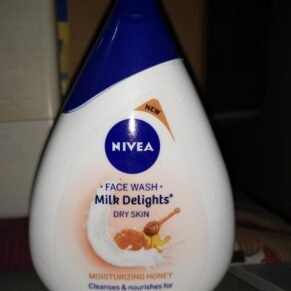 NEW
NIVEA
• FACE WASH •
Milk Delights®
DRY SKIN
MOISTURIZING HONEY
Cleanses & nourishes for